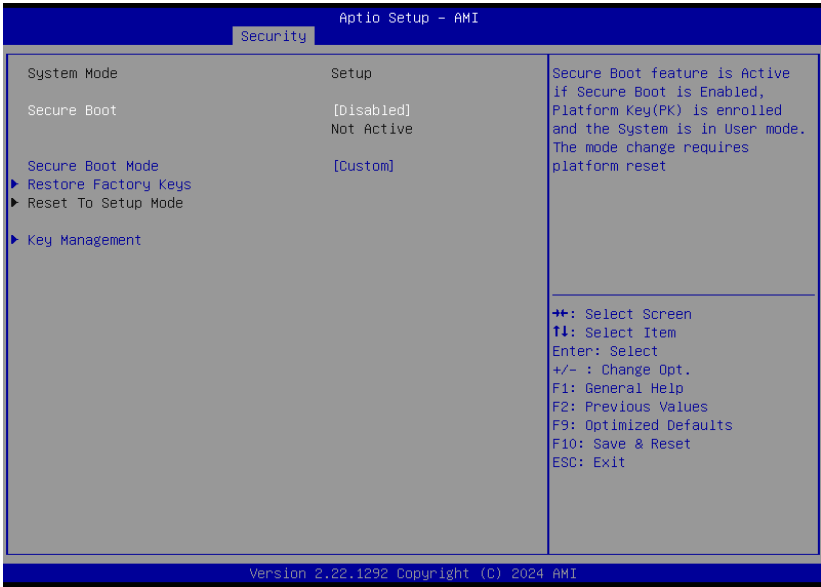 Aptio Setup – AMI
Security
System Mode Setup
Secure Boot [Disabled]
Not Active
Secure Boot Mode [Custom]
▶ Restore Factory Keys
▶ Reset To Setup Mode
▶ Key Management
Secure Boot feature is Active
if Secure Boot is Enabled,
Platform Key(PK) is enrolled
and the System is in User mode.
The mode change requires
platform reset
→←: Select Screen
↑↓: Select Item
Enter: Select
+/– : Change Opt.
F1: General Help
F2: Previous Values
F9: Optimized Defaults
F10: Save & Reset
ESC: Exit
Version 2.22.1292 Copyright (C) 2024 AMI